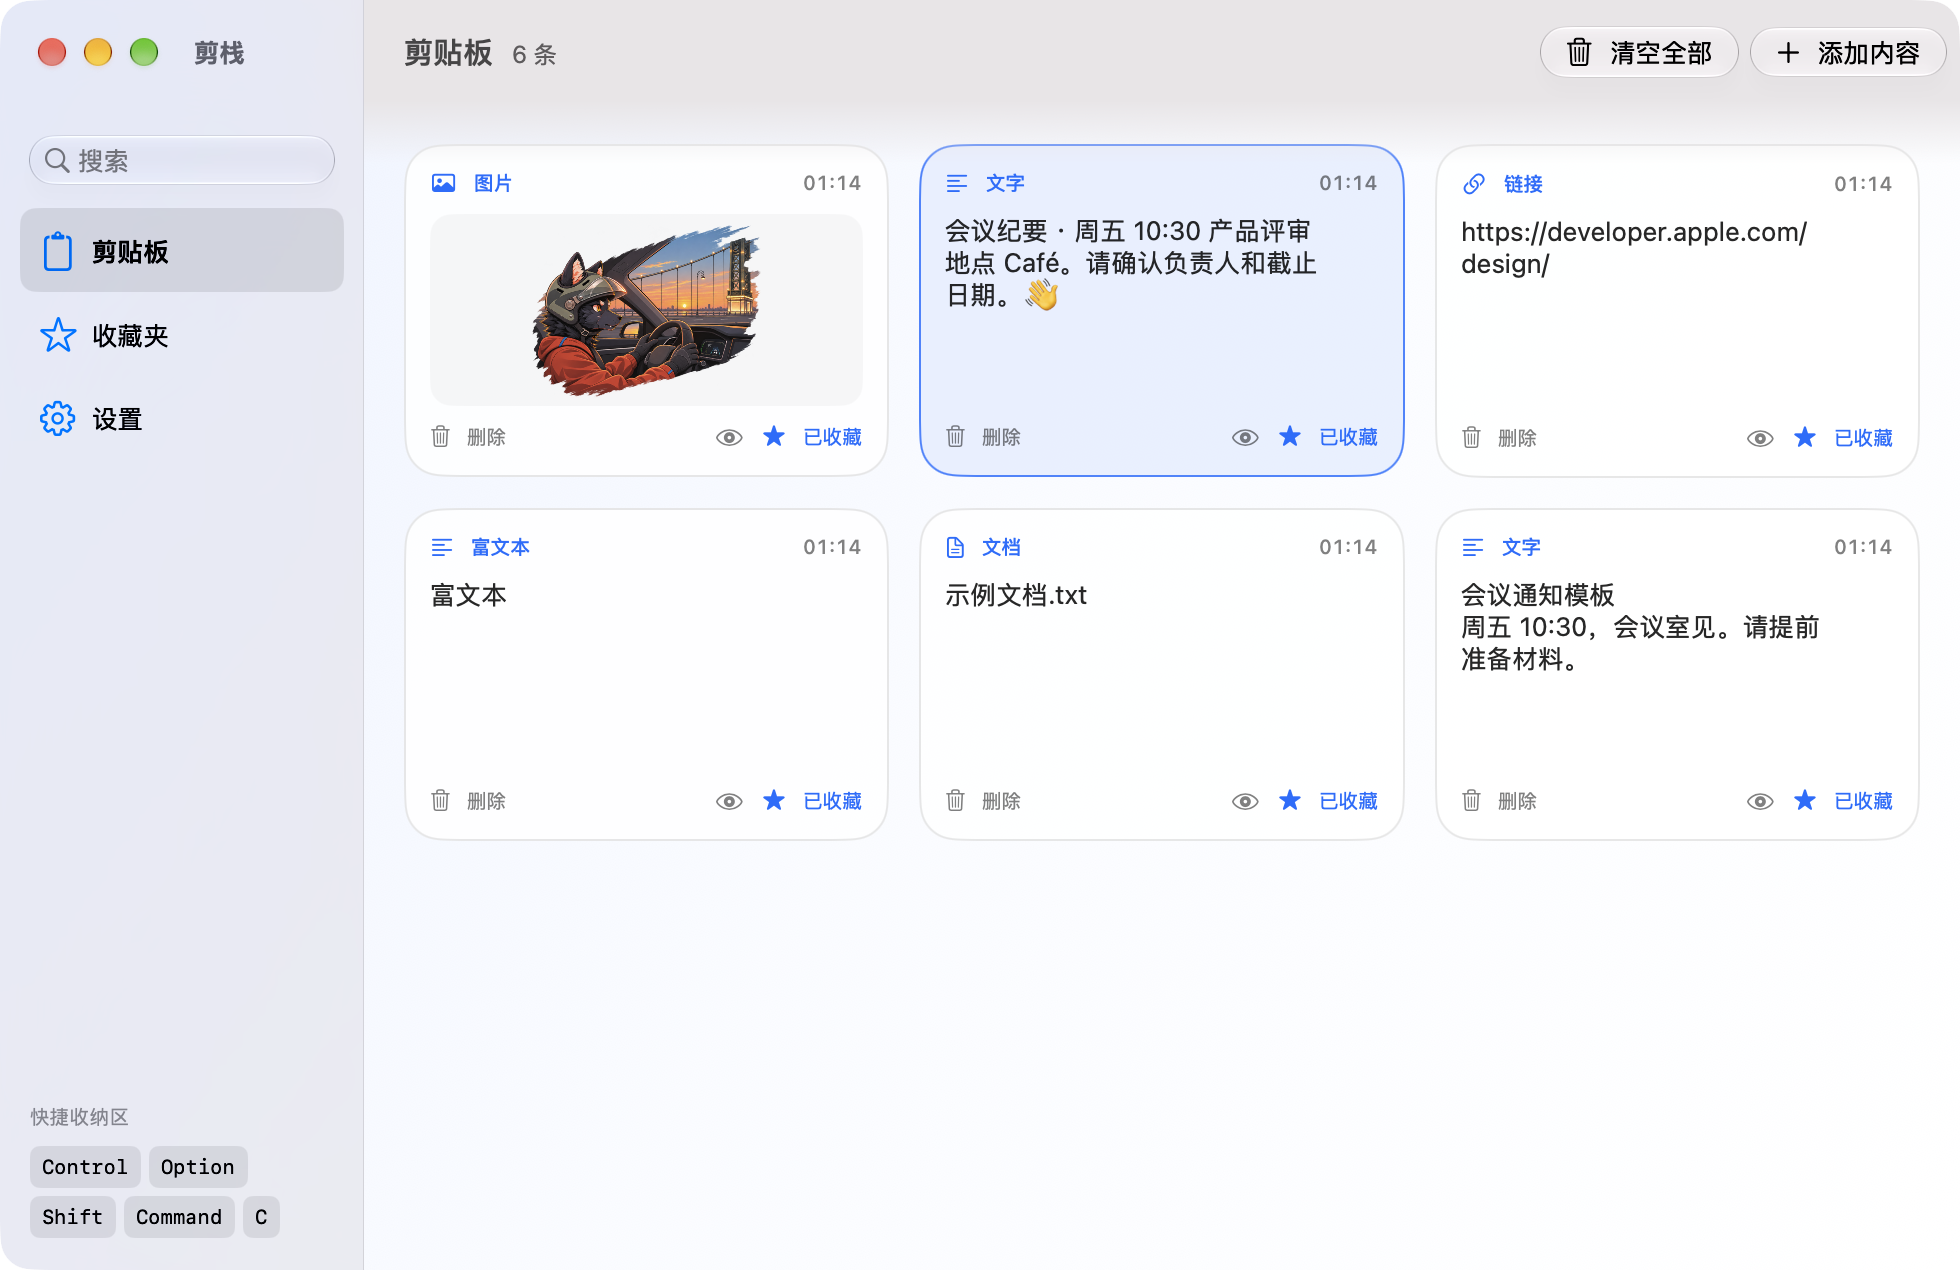 剪栈
搜索
剪贴板
收藏夹
设置
快捷收纳区
Control Option
Shift Command C
剪贴板 6 条
清空全部
添加内容
图片 01:14
删除 已收藏
文字 01:14
会议纪要 · 周五 10:30 产品评审
地点 Café。请确认负责人和截止
日期。👋
删除 已收藏
链接 01:14
https://developer.apple.com/
design/
删除 已收藏
富文本 01:14
富文本
删除 已收藏
文档 01:14
示例文档.txt
删除 已收藏
文字 01:14
会议通知模板
周五 10:30，会议室见。请提前
准备材料。
删除 已收藏